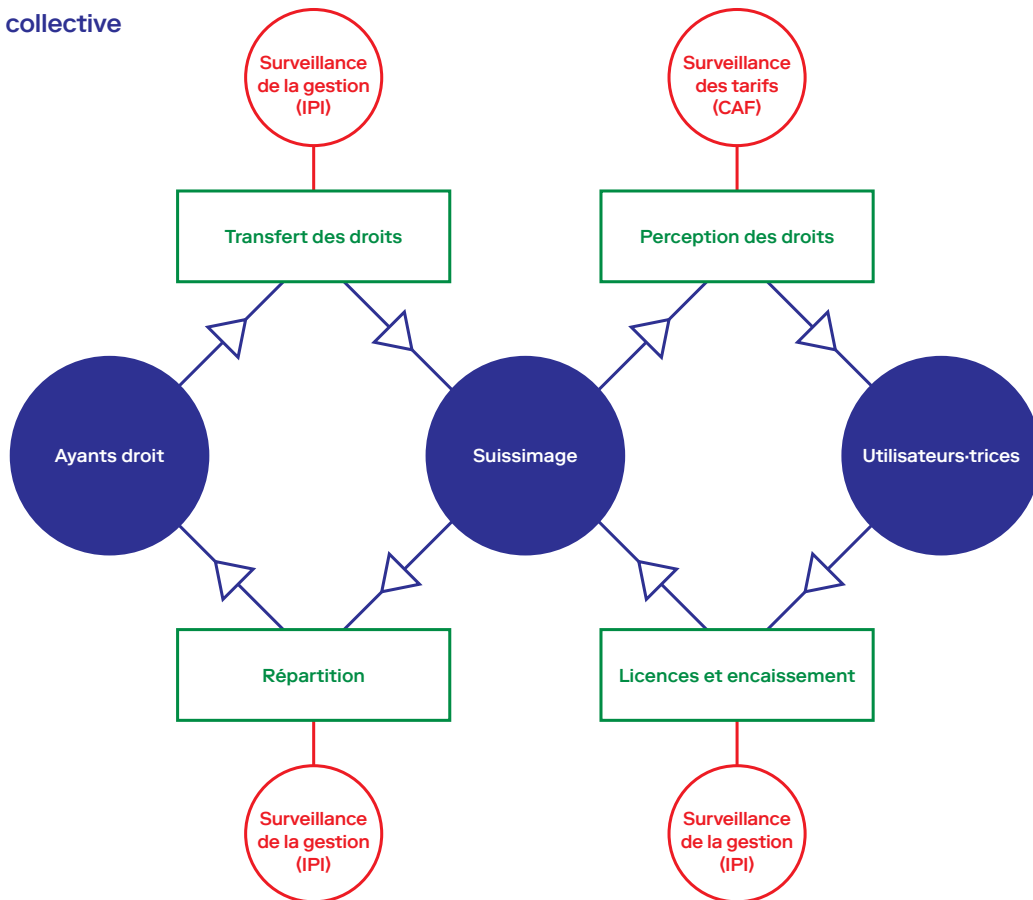 collective
Surveillance
de la gestion
(IPI)
Surveillance
des tarifs
(CAF)
Transfert des droits
Perception des droits
Ayants droit
Suissimage
Utilisateurs·trices
Répartition
Licences et encaissement
Surveillance
de la gestion
(IPI)
Surveillance
de la gestion
(IPI)